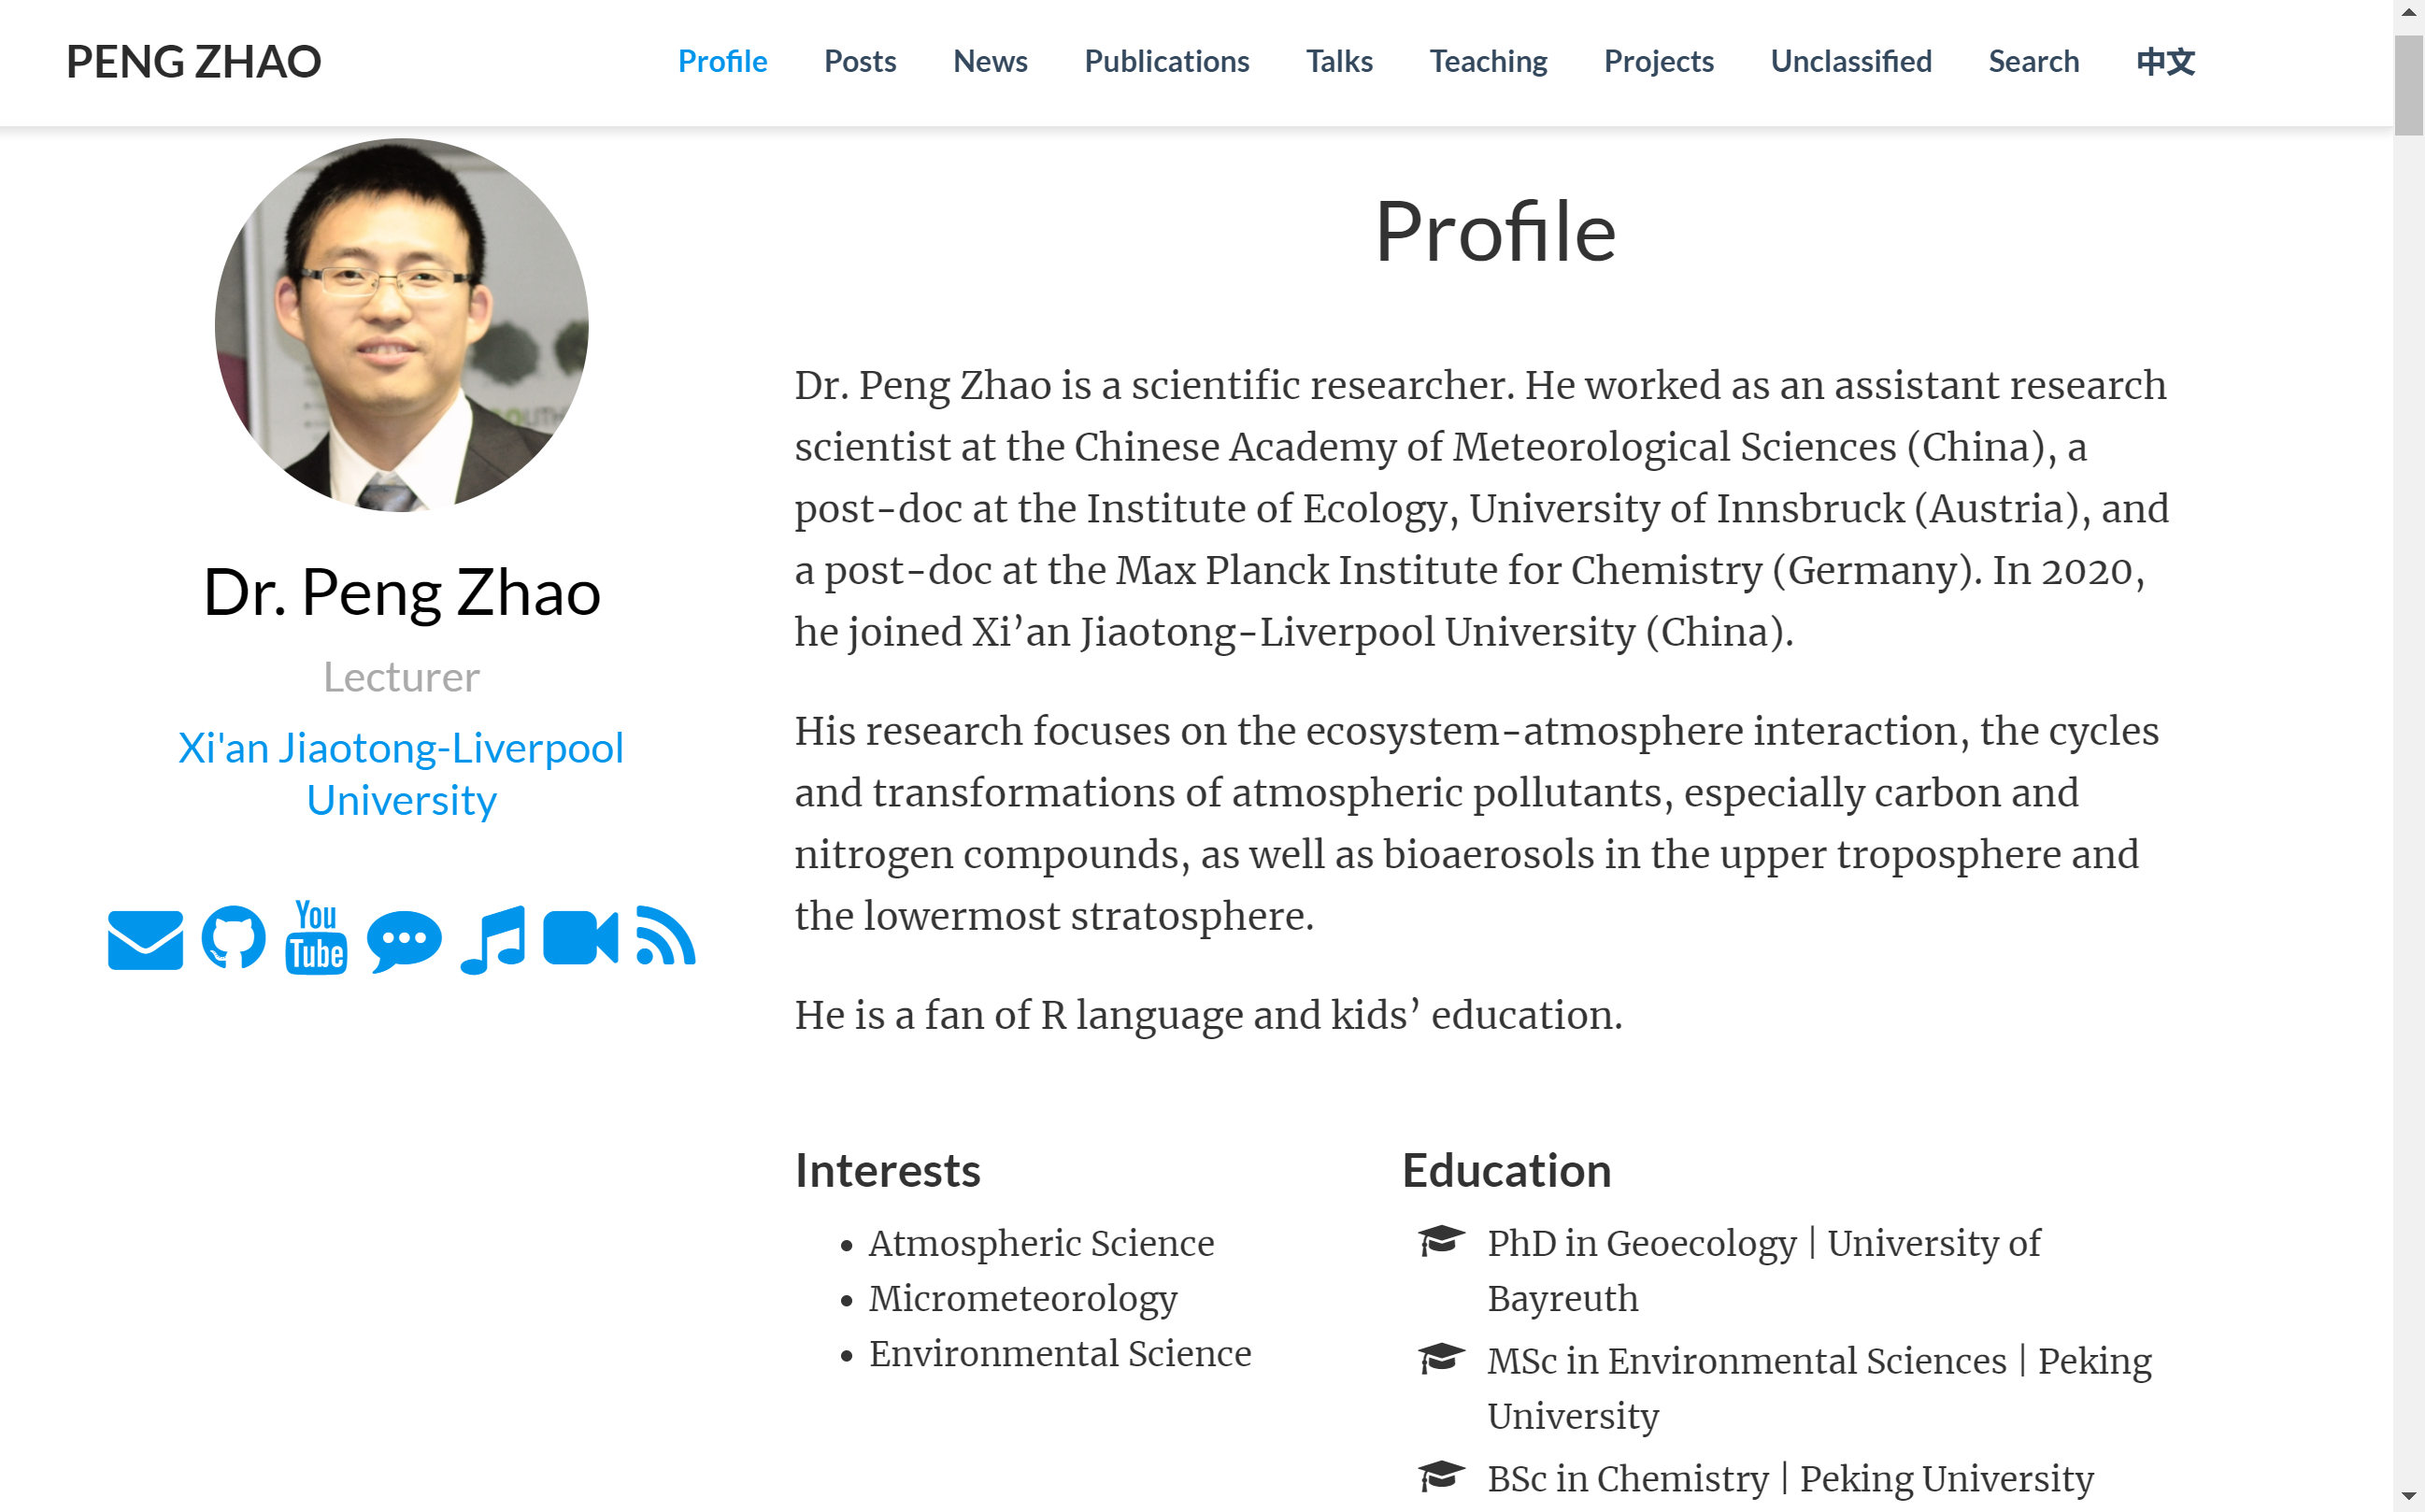 PENG ZHAO
Profile
Posts
News
Publications
Talks
Teaching
Projects
Unclassified
Search
中文
Dr. Peng Zhao
Lecturer
Xi'an Jiaotong-Liverpool
University
You
Tube
Profile
Dr. Peng Zhao is a scientific researcher. He worked as an assistant research
scientist at the Chinese Academy of Meteorological Sciences (China), a
post-doc at the Institute of Ecology, University of Innsbruck (Austria), and
a post-doc at the Max Planck Institute for Chemistry (Germany). In 2020,
he joined Xi’an Jiaotong-Liverpool University (China).
His research focuses on the ecosystem-atmosphere interaction, the cycles
and transformations of atmospheric pollutants, especially carbon and
nitrogen compounds, as well as bioaerosols in the upper troposphere and
the lowermost stratosphere.
He is a fan of R language and kids’ education.
Interests
• Atmospheric Science
• Micrometeorology
• Environmental Science
Education
PhD in Geoecology | University of
Bayreuth
MSc in Environmental Sciences | Peking
University
BSc in Chemistry | Peking University